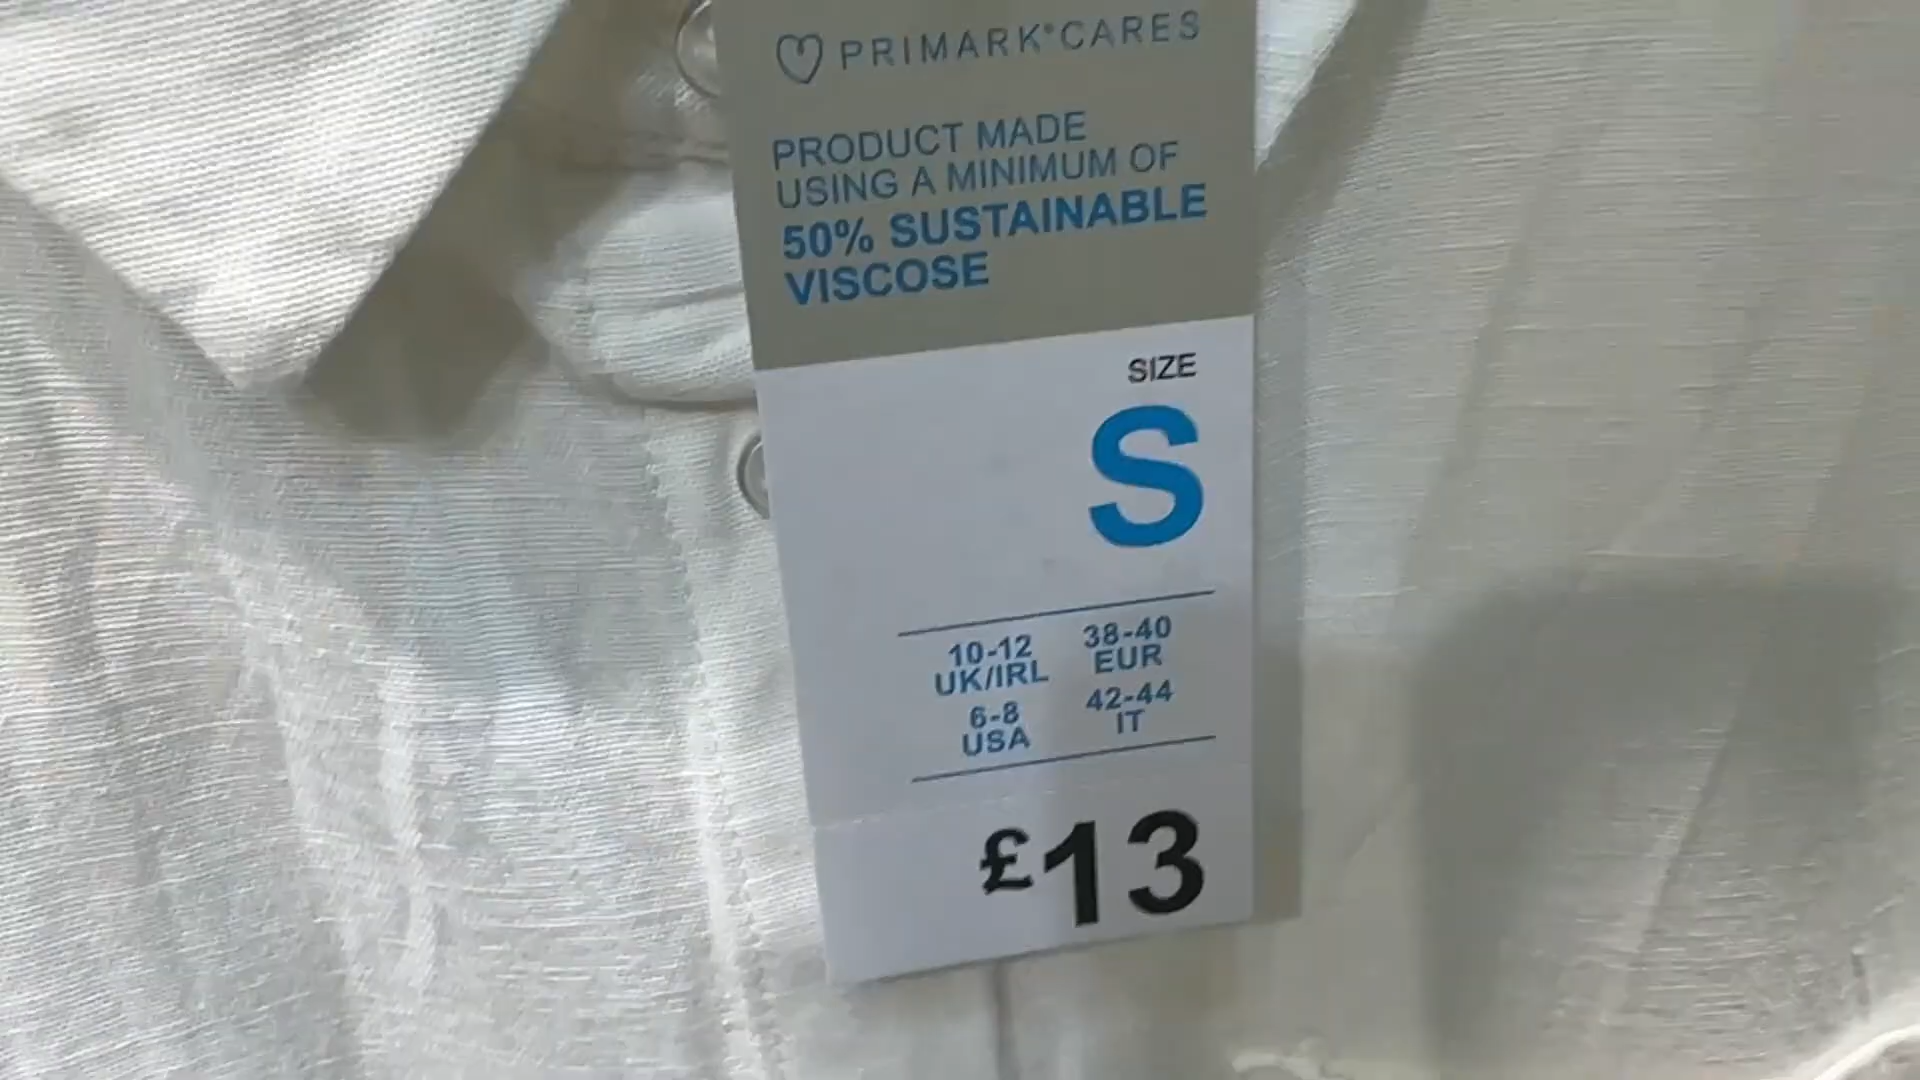 PRIMARK®CARES
PRODUCT MADE
USING A MINIMUM OF
50% SUSTAINABLE
VISCOSE
SIZE
S
10-12 38-40
UK/IRL EUR
6-8 42-44
USA IT
£13